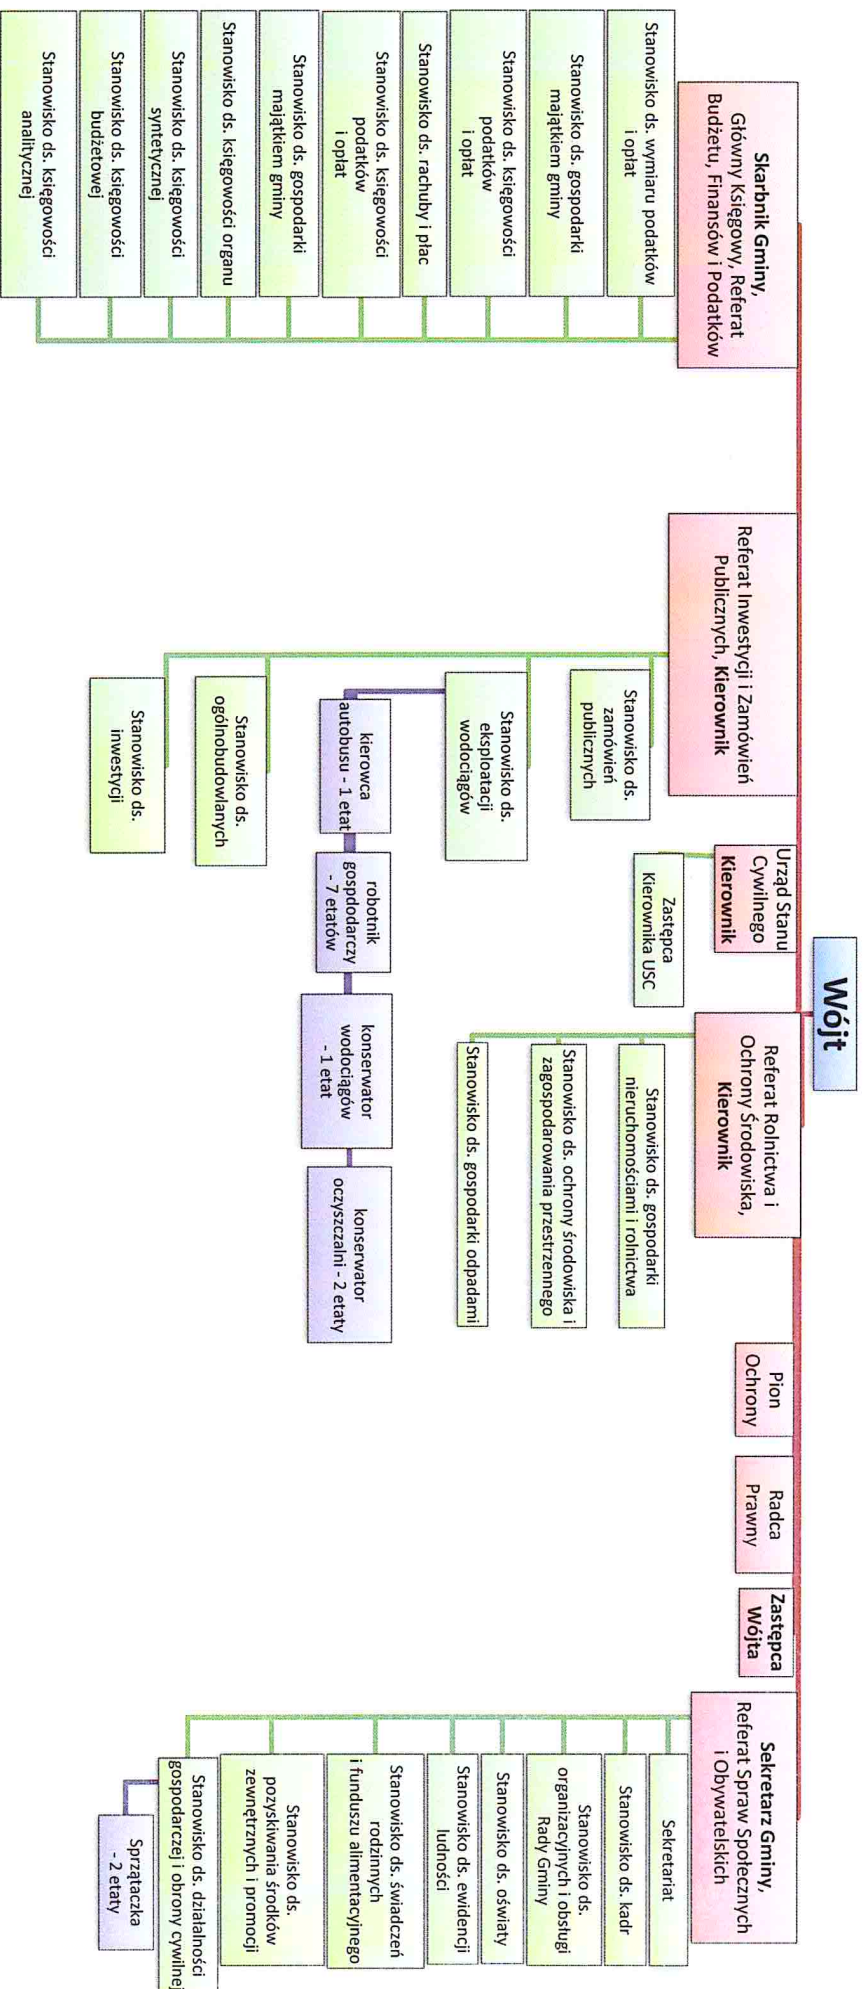 Wójt
Skarbnik Gminy,
Główny Księgowy, Referat
Budżetu, Finansów i Podatków
Stanowisko ds. wymiaru podatków
i opłat
Stanowisko ds. gospodarki
majątkiem gminy
Stanowisko ds. księgowości
podatków
i opłat
Stanowisko ds. rachuby i płac
Stanowisko ds. księgowości
podatków
i opłat
Stanowisko ds. gospodarki
majątkiem gminy
Stanowisko ds. księgowości organu
Stanowisko ds. księgowości
syntetycznej
Stanowisko ds. księgowości
budżetowej
Stanowisko ds. księgowości
analitycznej
Referat Inwestycji i Zamówień
Publicznych, Kierownik
Stanowisko ds.
zamówień
publicznych
Stanowisko ds.
eksploatacji
wodociągów
kierowca
autobusu - 1 etat
robotnik
gospdodarczy
- 7 etatów
konserwator
wodociągów
- 1 etat
konserwator
oczyszczalni - 2 etaty
Stanowisko ds.
ogólnobudowlanych
Stanowisko ds.
inwestycji
Urząd Stanu
Cywilnego
Kierownik
Zastępca
Kierownika USC
Referat Rolnictwa i
Ochrony Środowiska,
Kierownik
Stanowisko ds. gospodarki
nieruchomościami i rolnictwa
Stanowisko ds. ochrony środowiska i
zagospodarowania przestrzennego
Stanowisko ds. gospodarki odpadami
Pion
Ochrony
Radca
Prawny
Zastępca
Wójta
Sekretarz Gminy,
Referat Spraw Społecznych
i Obywatelskich
Sekretariat
Stanowisko ds. kadr
Stanowisko ds.
organizacyjnych i obsługi
Rady Gminy
Stanowisko ds. oświaty
Stanowisko ds. ewidencji
ludności
Stanowisko ds. świadczeń
rodzinnych
i funduszu alimentacyjnego
Stanowisko ds.
pozyskiwania środków
zewnętrznych i promocji
Stanowisko ds. działalności
gospodarczej i obrony cywilnej
Sprzątaczka
- 2 etaty